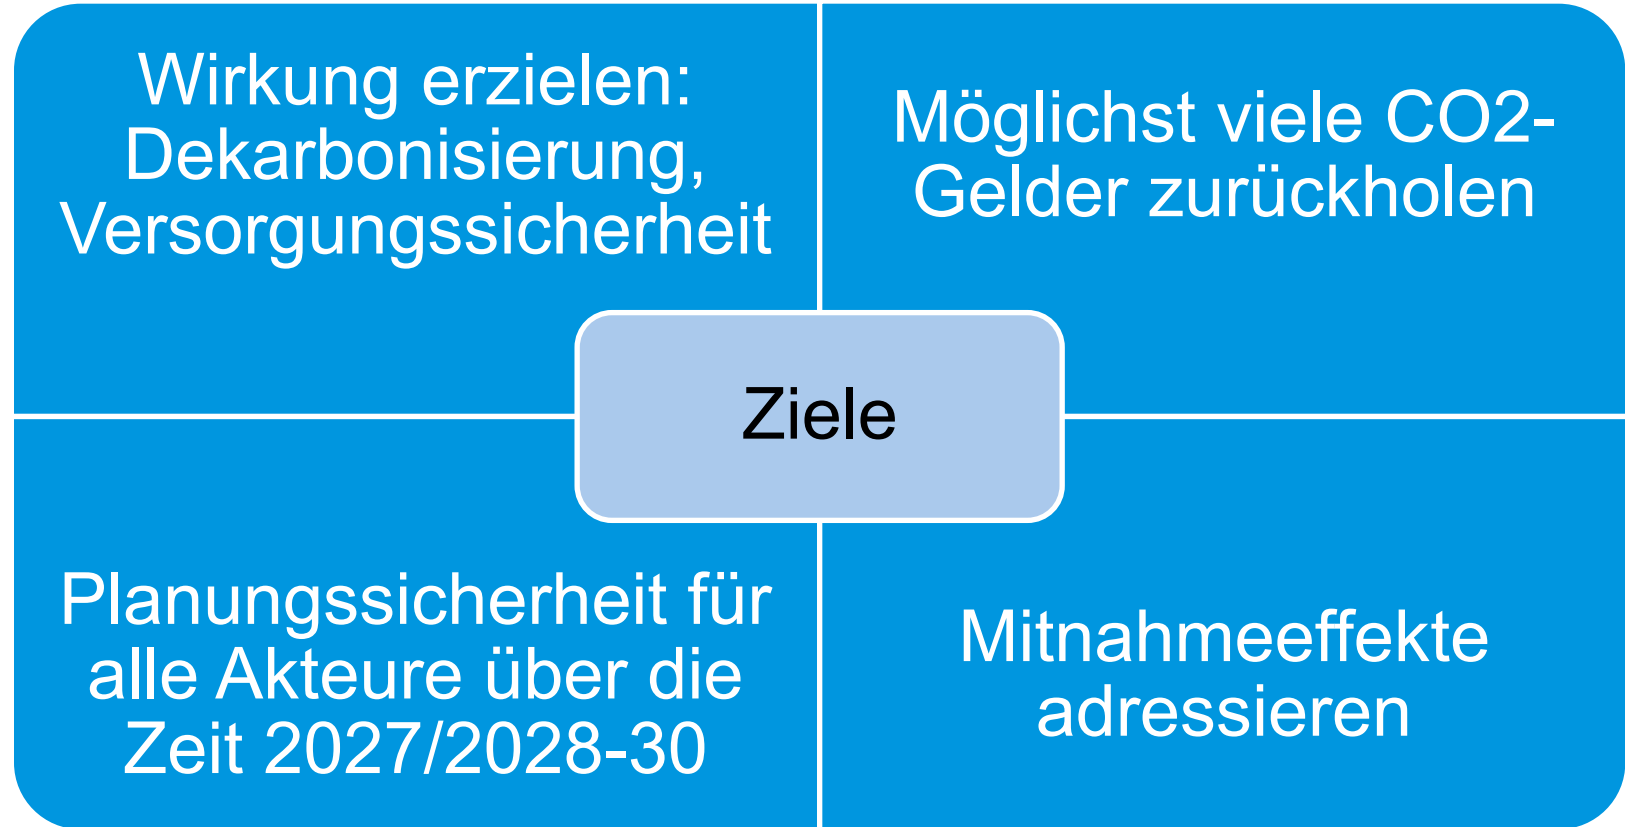 Wirkung erzielen:
Dekarbonisierung,
Versorgungssicherheit
Möglichst viele CO2-
Gelder zurückholen
Ziele
Planungssicherheit für
alle Akteure über die
Zeit 2027/2028-30
Mitnahmeeffekte
adressieren